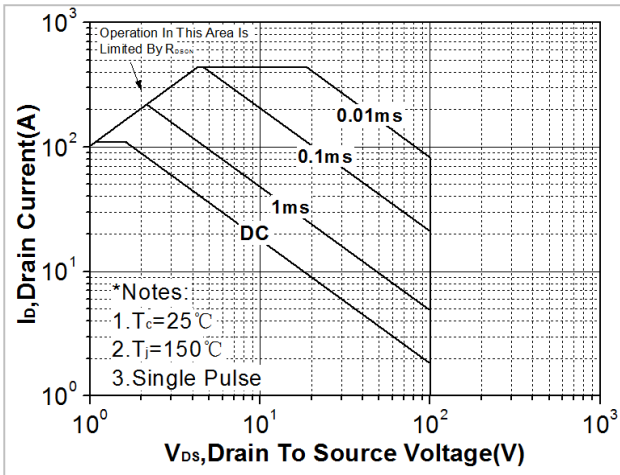 10³
Operation In This Area Is
Limited By RDSON
0.01ms
10²
0.1ms
1ms
DC
10¹
*Notes:
1.Tc=25℃
2.Tj=150℃
3.Single Pulse
10⁰
10⁰ 10¹ 10² 10³
ID,Drain Current(A)
VDS,Drain To Source Voltage(V)